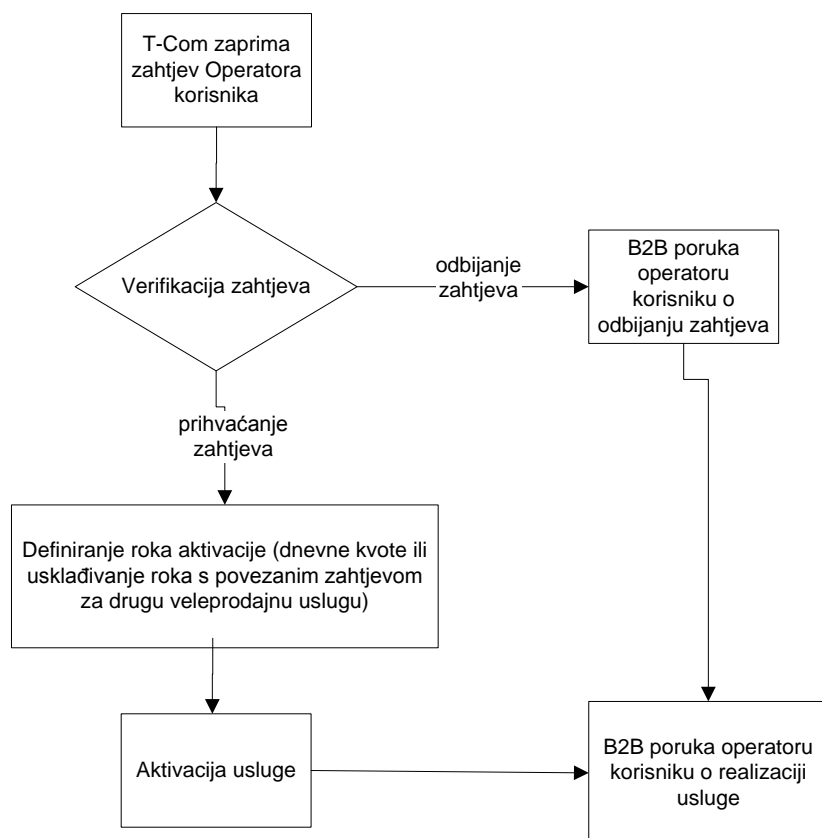 T-Com zaprima
zahtjev Operatora
korisnika
Verifikacija zahtjeva
odbijanje
zahtjeva
B2B poruka
operatoru
korisniku o
odbijanju zahtjeva
prihvaćanje
zahtjeva
Definiranje roka aktivacije (dnevne kvote ili
usklađivanje roka s povezanim zahtjevom
za drugu veleprodajnu uslugu)
Aktivacija usluge
B2B poruka operatoru
korisniku o realizaciji
usluge